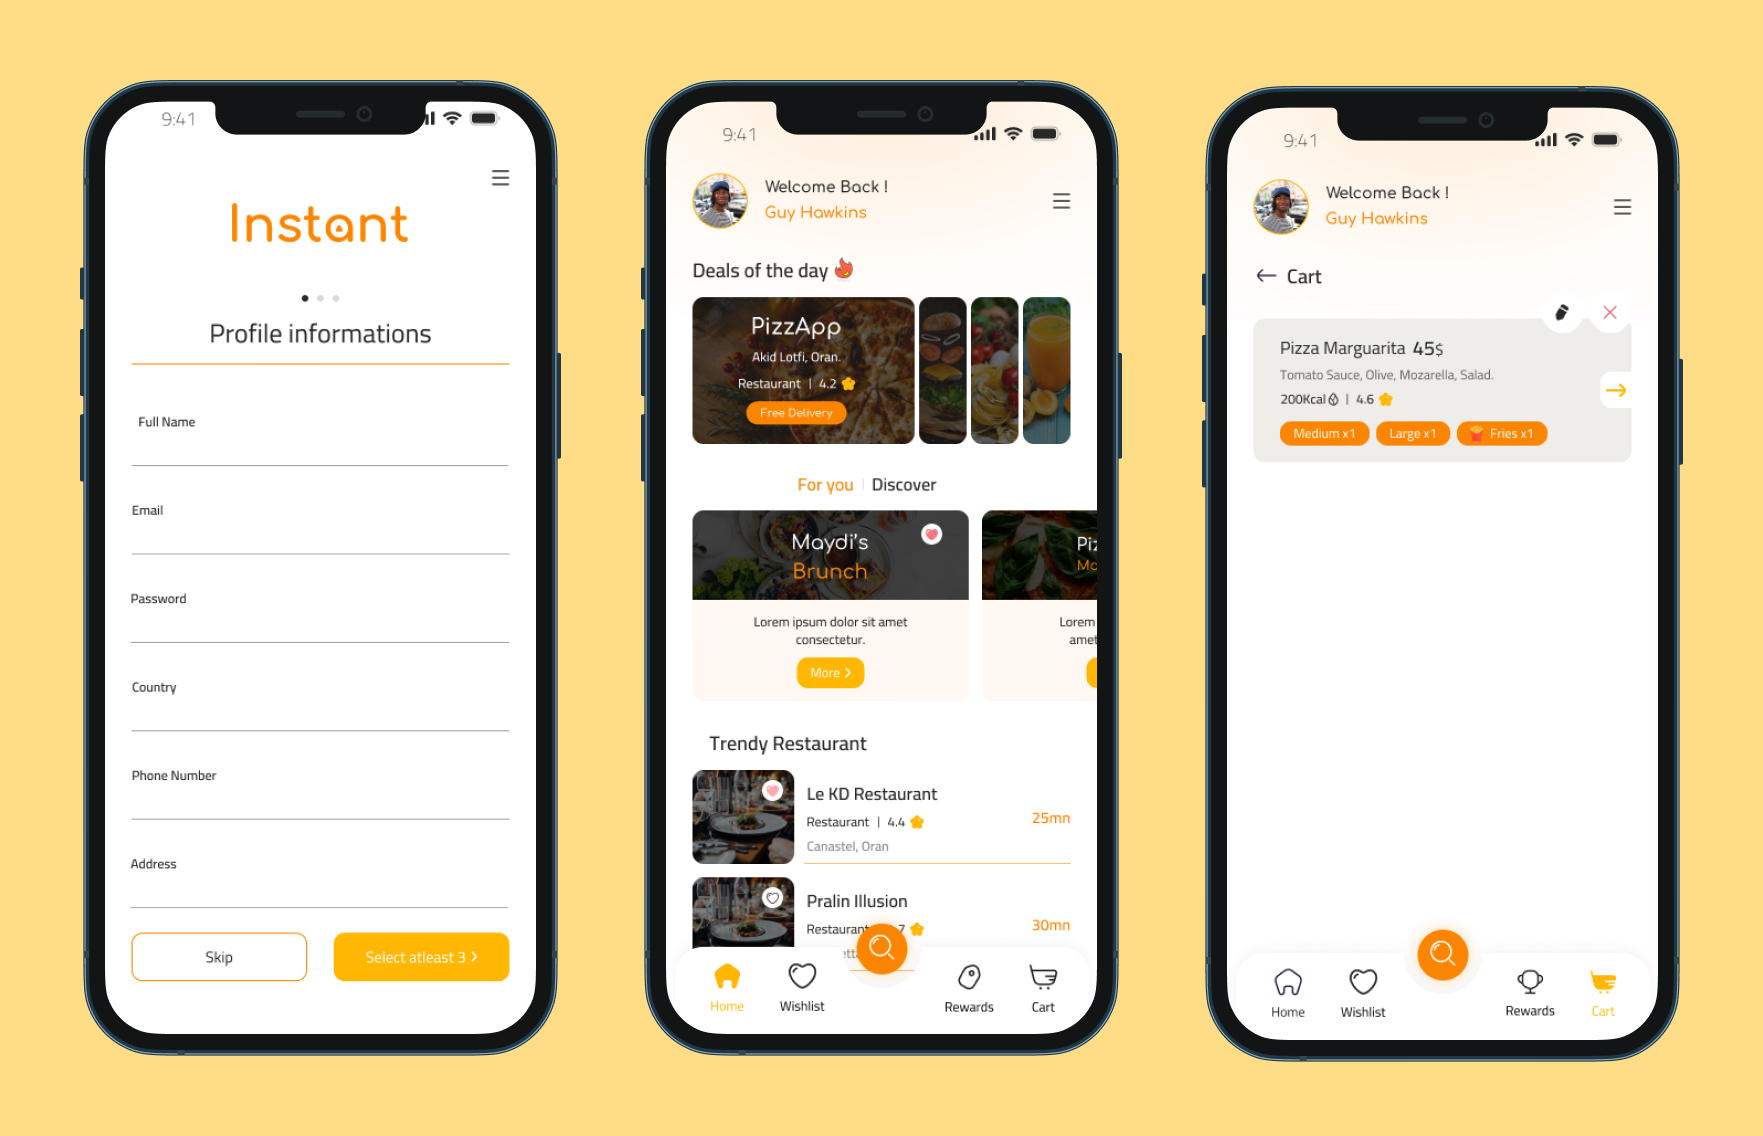 9:41
Instant
Profile informations
Full Name
Email
Password
Country
Phone Number
Address
Skip
Select atleast 3
9:41
Welcome Back !
Guy Hawkins
Deals of the day
PizzApp
Akid Lotfi, Oran.
Restaurant | 4.2
Free Delivery
For you | Discover
Maydi's
Brunch
Lorem ipsum dolor sit amet
consectetur.
More
Lorem
Trendy Restaurant
Le KD Restaurant
Restaurant | 4.4
Canastel, Oran
25mn
Pralin Illusion
Restaurant
30mn
Home
Wishlist
Rewards
Cart
9:41
Welcome Back !
Guy Hawkins
Cart
Pizza Marguarita 45$
Tomato Sauce, Olive, Mozarella, Salad.
200Kcal | 4.6
Medium x1
Large x1
Fries x1
Home
Wishlist
Rewards
Cart